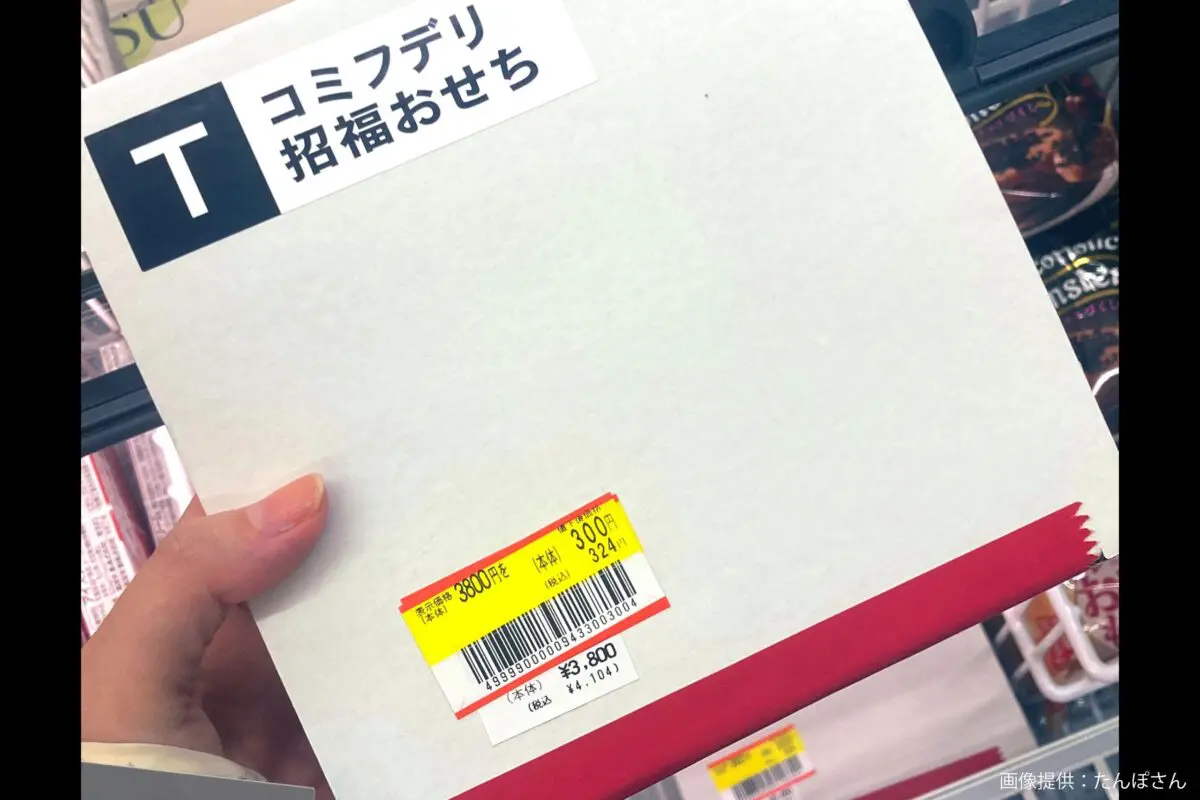 SU
T
コミフデリ
招福おせち
値下後価格
表示価格
(本体)
3800円を
(本体)
300円
(税込)
324円
4999900009433003004
(本体)
¥3,800
(税込
¥4,104)
画像提供：たんぽさん